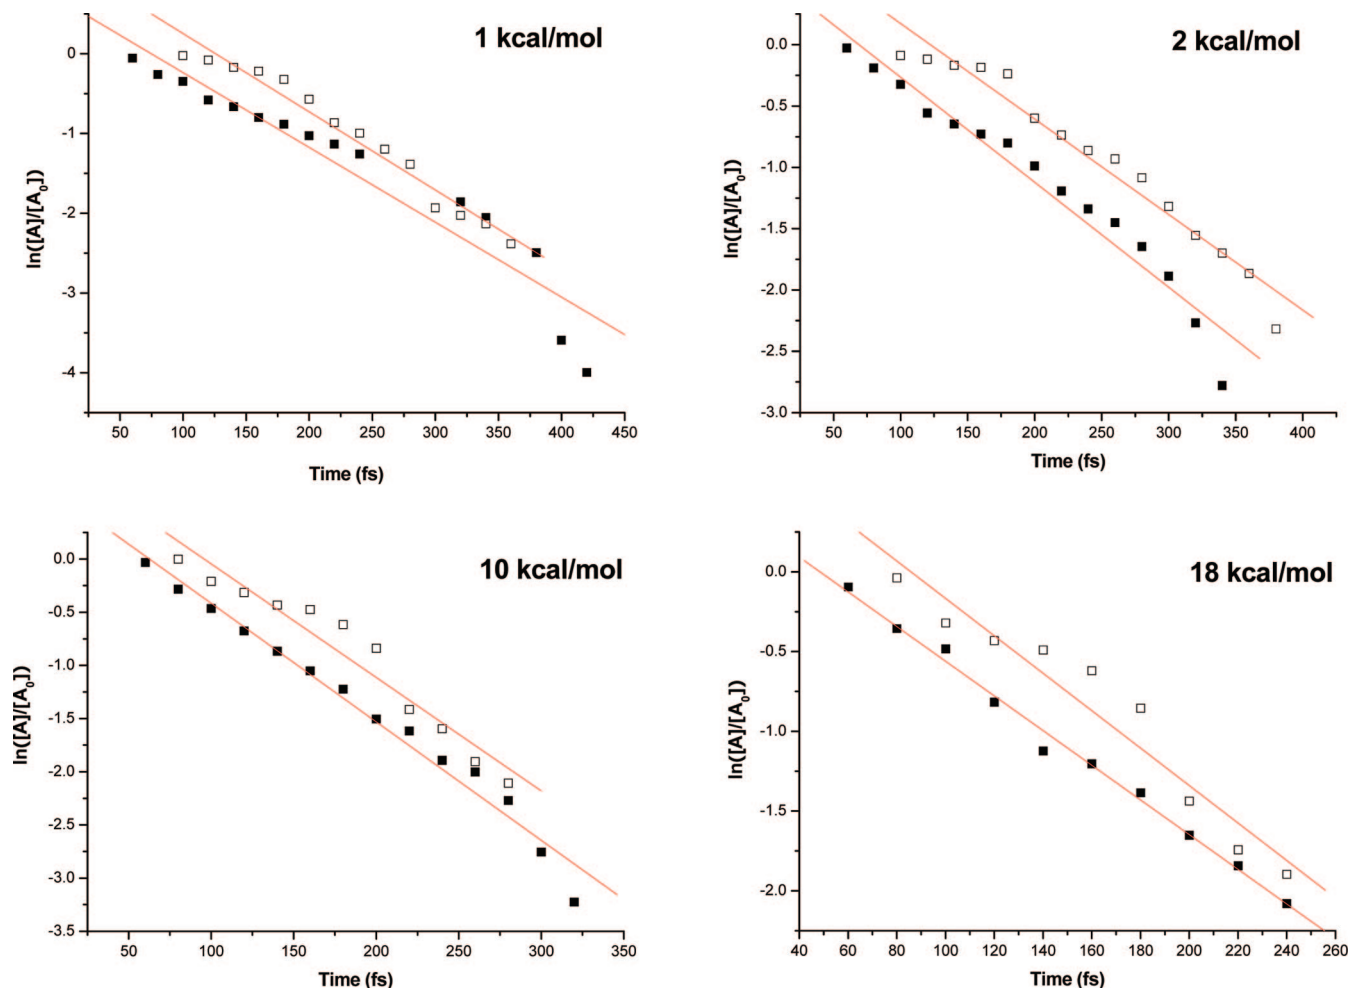 1 kcal/mol
0
-1
-2
-3
-4
ln([A]/[A₀])
50 100 150 200 250 300 350 400 450
Time (fs)
2 kcal/mol
0.0
-0.5
-1.0
-1.5
-2.0
-2.5
-3.0
ln([A]/[A₀])
50 100 150 200 250 300 350 400
Time (fs)
10 kcal/mol
0.0
-0.5
-1.0
-1.5
-2.0
-2.5
-3.0
-3.5
ln([A]/[A₀])
50 100 150 200 250 300 350
Time (fs)
18 kcal/mol
0.0
-0.5
-1.0
-1.5
-2.0
ln([A]/[A₀])
40 60 80 100 120 140 160 180 200 220 240 260
Time (fs)